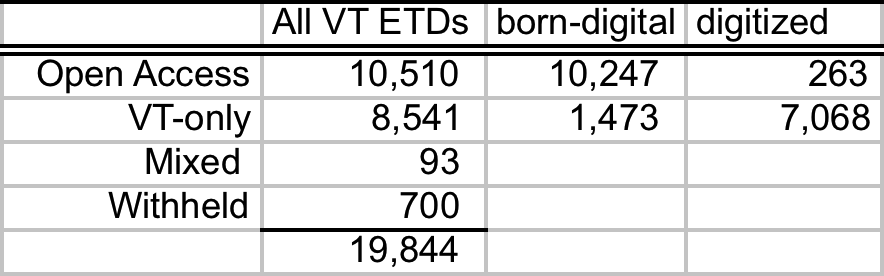 All VT ETDs born-digital digitized
Open Access 10,510 10,247 263
VT-only 8,541 1,473 7,068
Mixed 93
Withheld 700
19,844